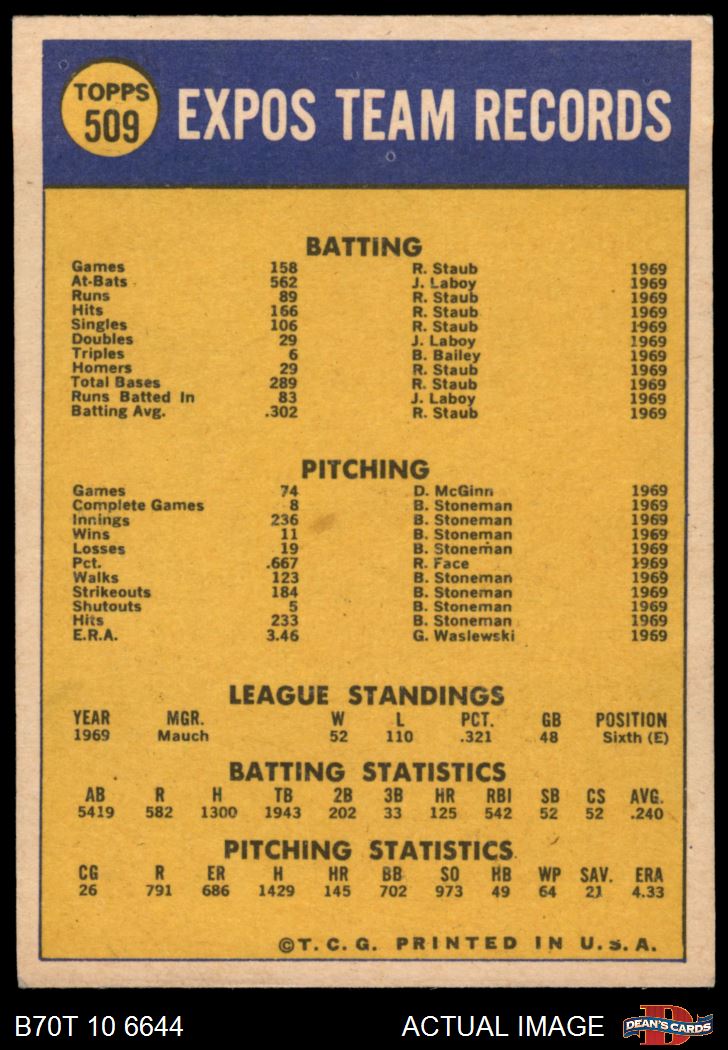 TOPPS
509
EXPOS TEAM RECORDS
BATTING
Games 158 R. Staub 1969
At-Bats 562 J. Laboy 1969
Runs 89 R. Staub 1969
Hits 166 R. Staub 1969
Singles 106 R. Staub 1969
Doubles 29 J. Laboy 1969
Triples 6 B. Bailey 1969
Homers 29 R. Staub 1969
Total Bases 289 R. Staub 1969
Runs Batted In 83 J. Laboy 1969
Batting Avg. .302 R. Staub 1969
PITCHING
Games 74 D. McGinn 1969
Complete Games 8 B. Stoneman 1969
Innings 236 B. Stoneman 1969
Wins 11 B. Stoneman 1969
Losses 19 B. Stoneman 1969
Pct. .667 R. Face 1969
Walks 123 B. Stoneman 1969
Strikeouts 184 B. Stoneman 1969
Shutouts 5 B. Stoneman 1969
Hits 233 B. Stoneman 1969
E.R.A. 3.46 G. Waslewski 1969
LEAGUE STANDINGS
YEAR MGR. W L PCT. GB POSITION
1969 Mauch 52 110 .321 48 Sixth (E)
BATTING STATISTICS
AB R H TB 2B 3B HR RBI SB CS AVG.
5419 582 1300 1943 202 33 125 542 52 52 .240
PITCHING STATISTICS
CG R ER H HR BB SO HB WP SAV. ERA
26 791 686 1429 145 702 973 49 64 21 4.33
©T.C.G. PRINTED IN U.S.A.
B70T 10 6644 ACTUAL IMAGE
D
DEAN'S CARDS